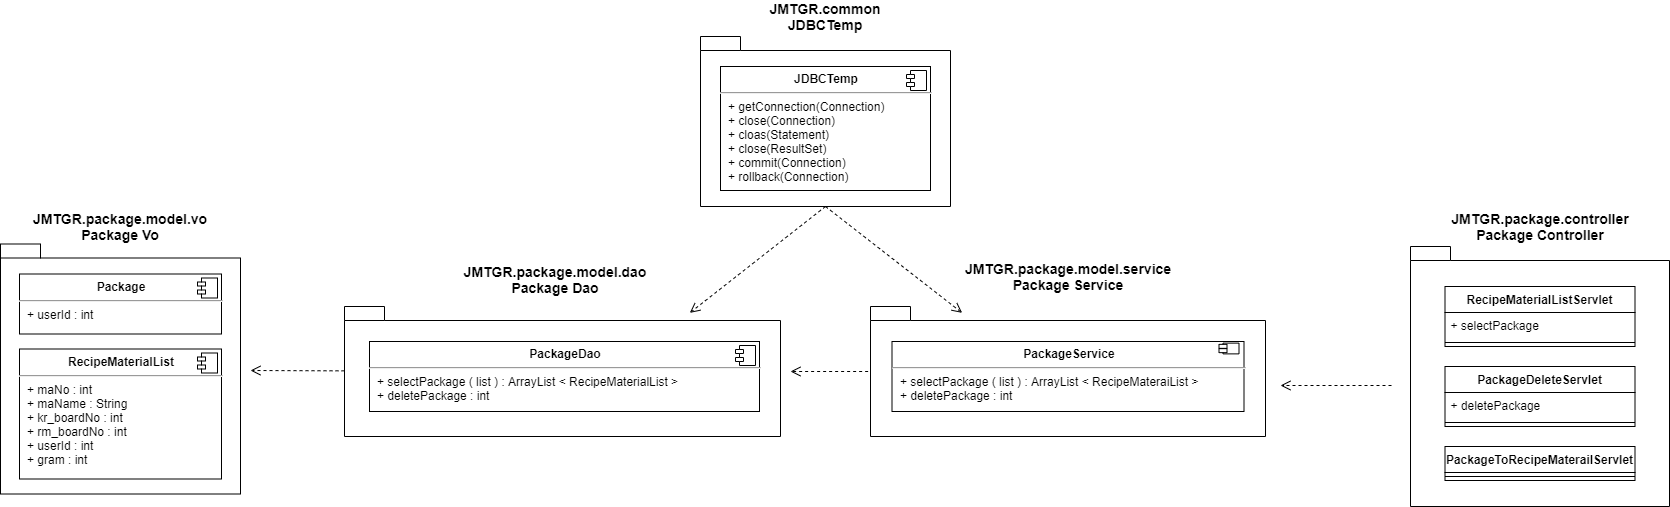 JMTGR.common
JDBCTemp
JDBCTemp
+ getConnection(Connection)
+ close(Connection)
+ cloas(Statement)
+ close(ResultSet)
+ commit(Connection)
+ rollback(Connection)
JMTGR.package.model.vo
Package Vo
Package
+ userId : int
RecipeMaterialList
+ maNo : int
+ maName : String
+ kr_boardNo : int
+ rm_boardNo : int
+ userId : int
+ gram : int
JMTGR.package.model.dao
Package Dao
PackageDao
+ selectPackage ( list ) : ArrayList < RecipeMaterialList >
+ deletePackage : int
JMTGR.package.model.service
Package Service
PackageService
+ selectPackage ( list ) : ArrayList < RecipeMateraiList >
+ deletePackage : int
JMTGR.package.controller
Package Controller
RecipeMaterialListServlet
+ selectPackage
PackageDeleteServlet
+ deletePackage
PackageToRecipeMaterailServlet